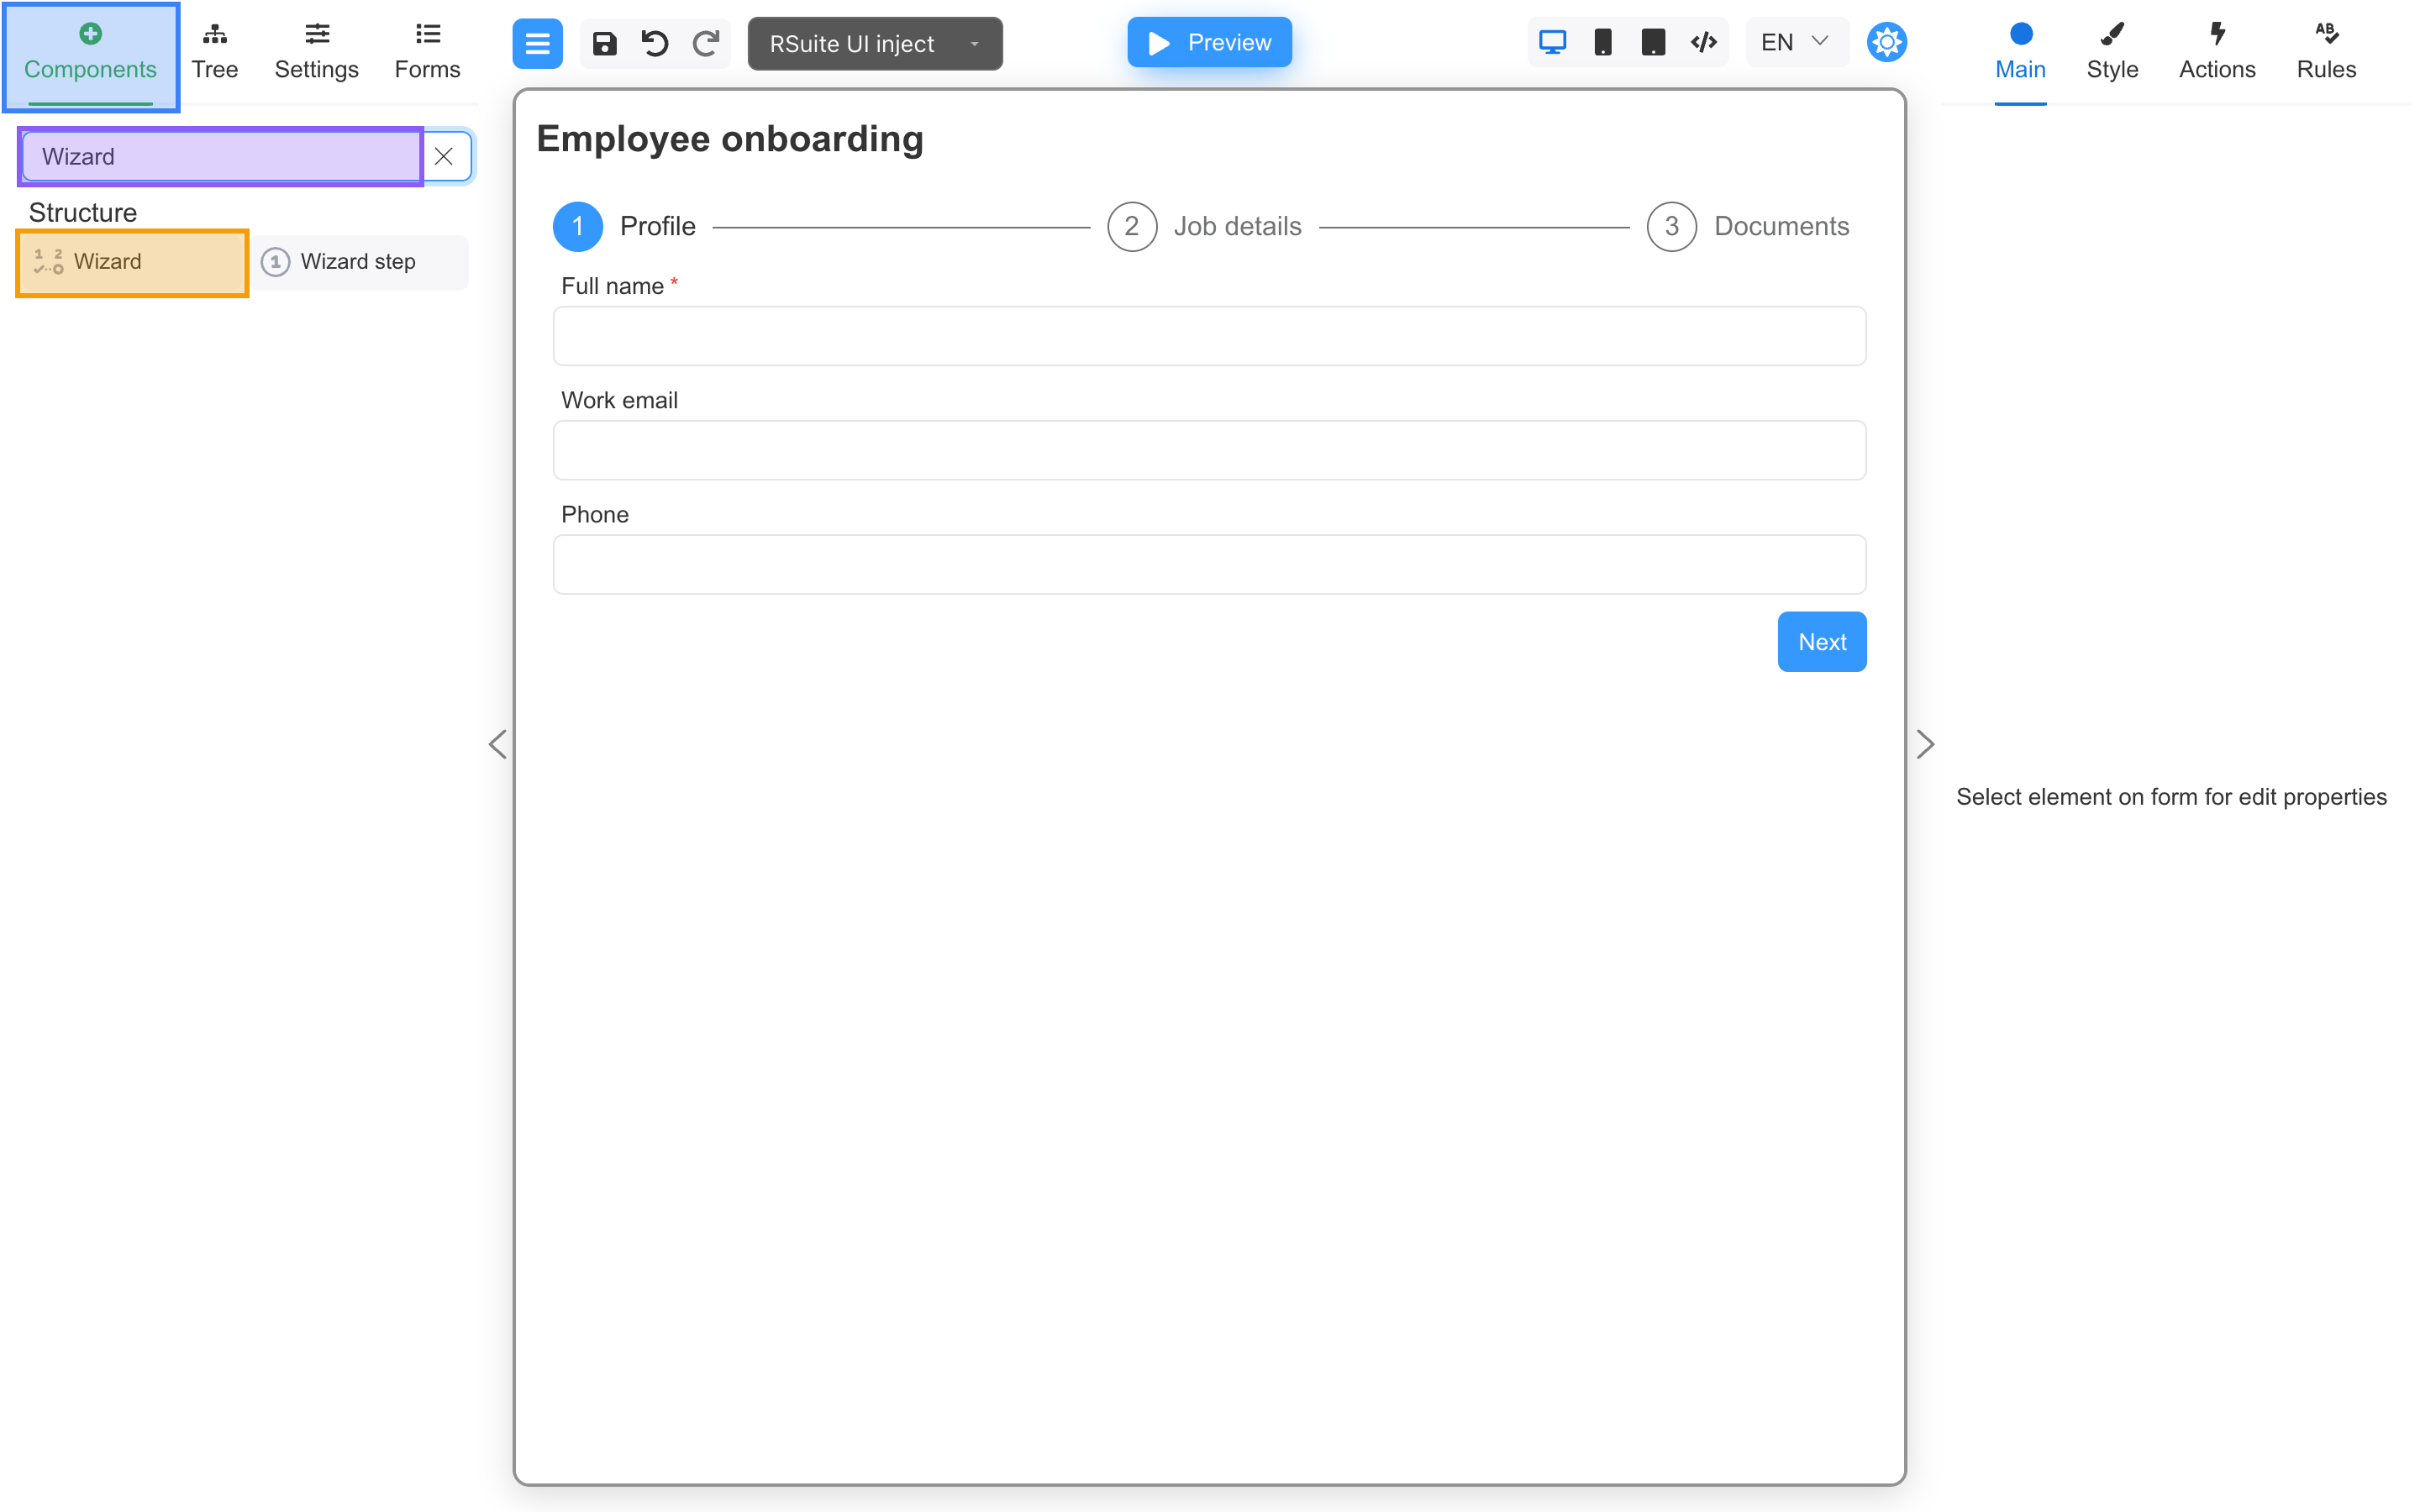 Components Tree Settings Forms
RSuite UI inject
Preview
EN
Main Style Actions Rules
Wizard
Structure
Wizard
1 Wizard step
Employee onboarding
1 Profile 2 Job details 3 Documents
Full name *
Work email
Phone
Next
Select element on form for edit properties